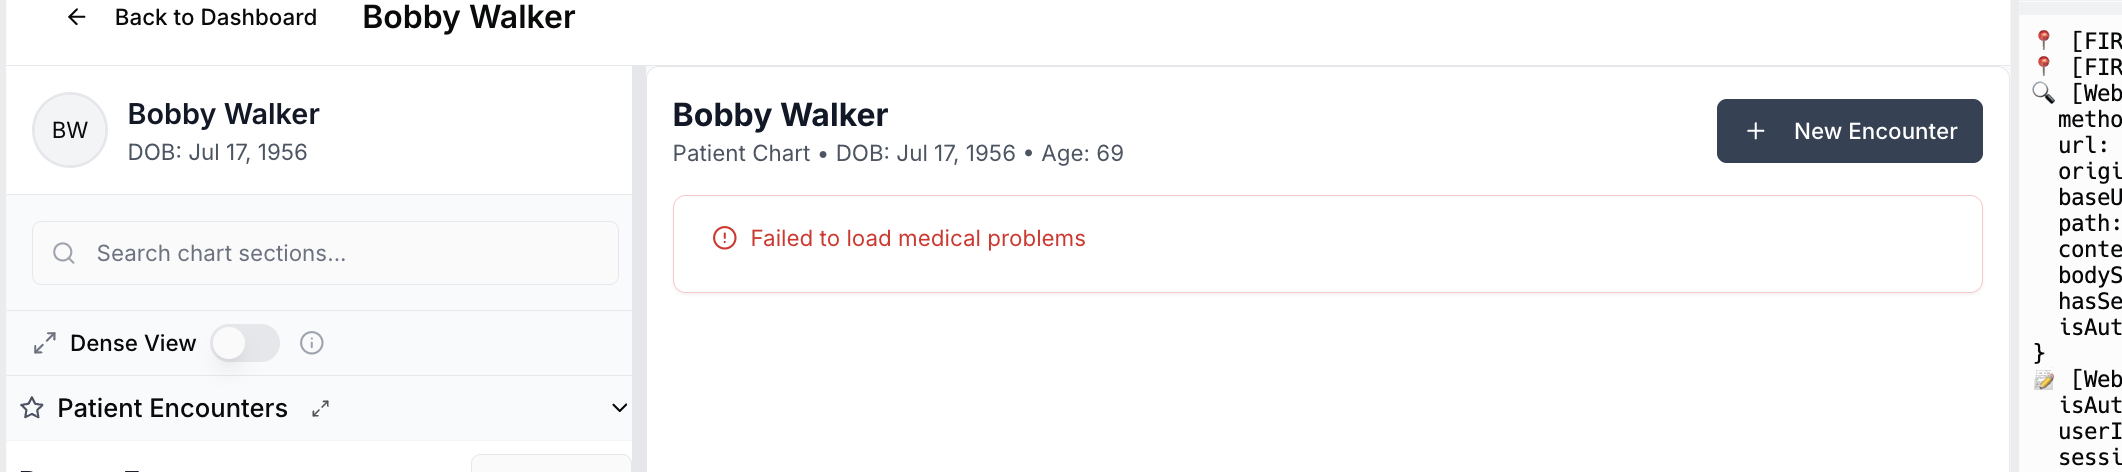 Back to Dashboard
Bobby Walker
BW
Bobby Walker
DOB: Jul 17, 1956
Search chart sections...
Dense View
Patient Encounters
Bobby Walker
Patient Chart • DOB: Jul 17, 1956 • Age: 69
+ New Encounter
Failed to load medical problems
📍 [FIR
📍 [FIR
🔍 [Web
metho
url:
origi
baseU
path:
conte
bodyS
hasSe
isAut
}
📝 [Web
isAut
userI
sessi